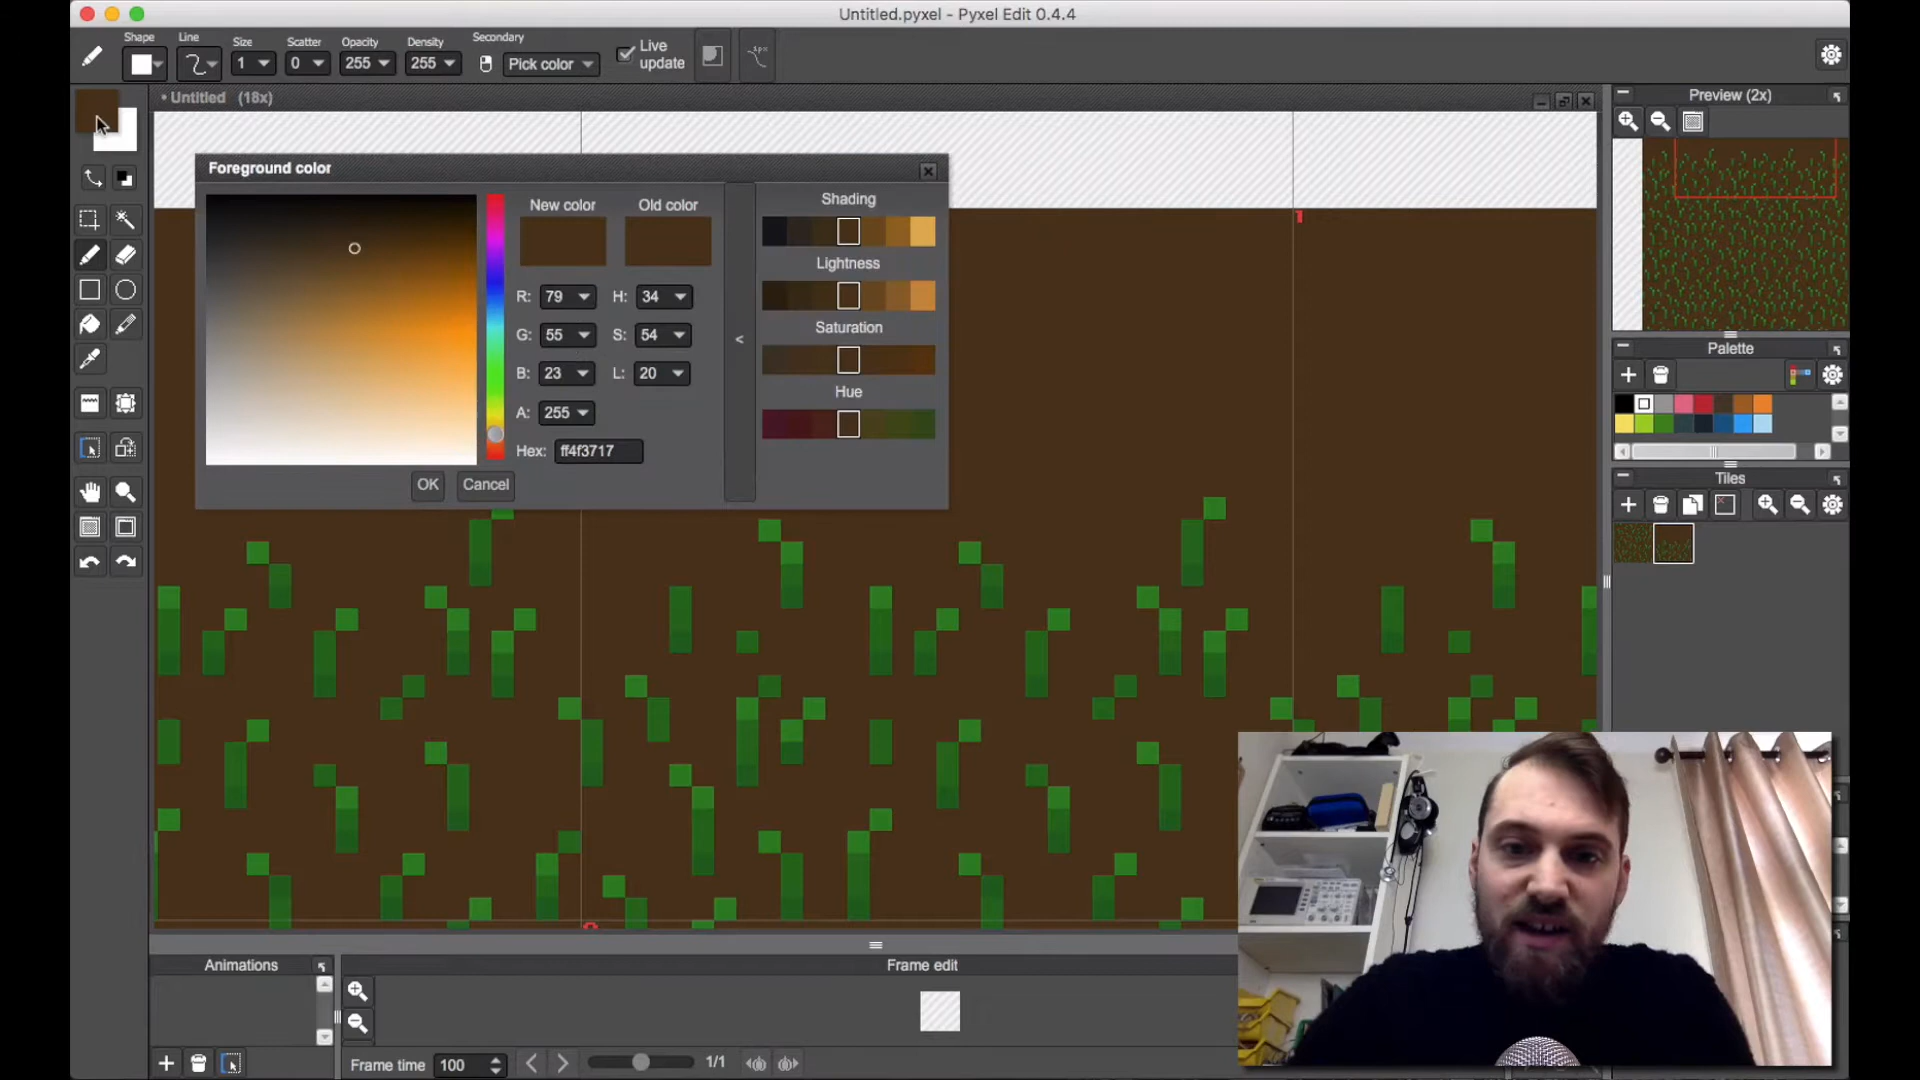 Untitled.pyxel - Pyxel Edit 0.4.4
Shape Line Size Scatter Opacity Density Secondary
1 0 255 255 Pick color Live update 1px
• Untitled (18x)
Preview (2x)
Foreground color
New color Old color Shading
R: 79 H: 34 Lightness
G: 55 S: 54 Saturation
< 
B: 23 L: 20 Hue
A: 255
Hex: ff4f3717
OK Cancel
1
Palette
Tiles
Animations Frame edit
Frame time 100 1/1